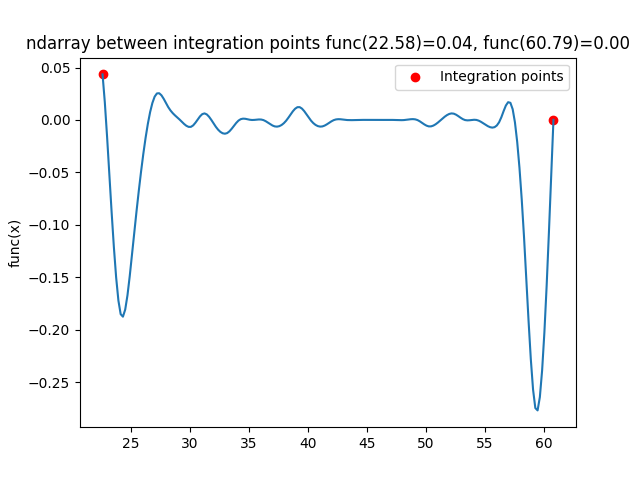 ndarray between integration points func(22.58)=0.04, func(60.79)=0.00
Integration points
func(x)
0.05
0.00
−0.05
−0.10
−0.15
−0.20
−0.25
25 30 35 40 45 50 55 60